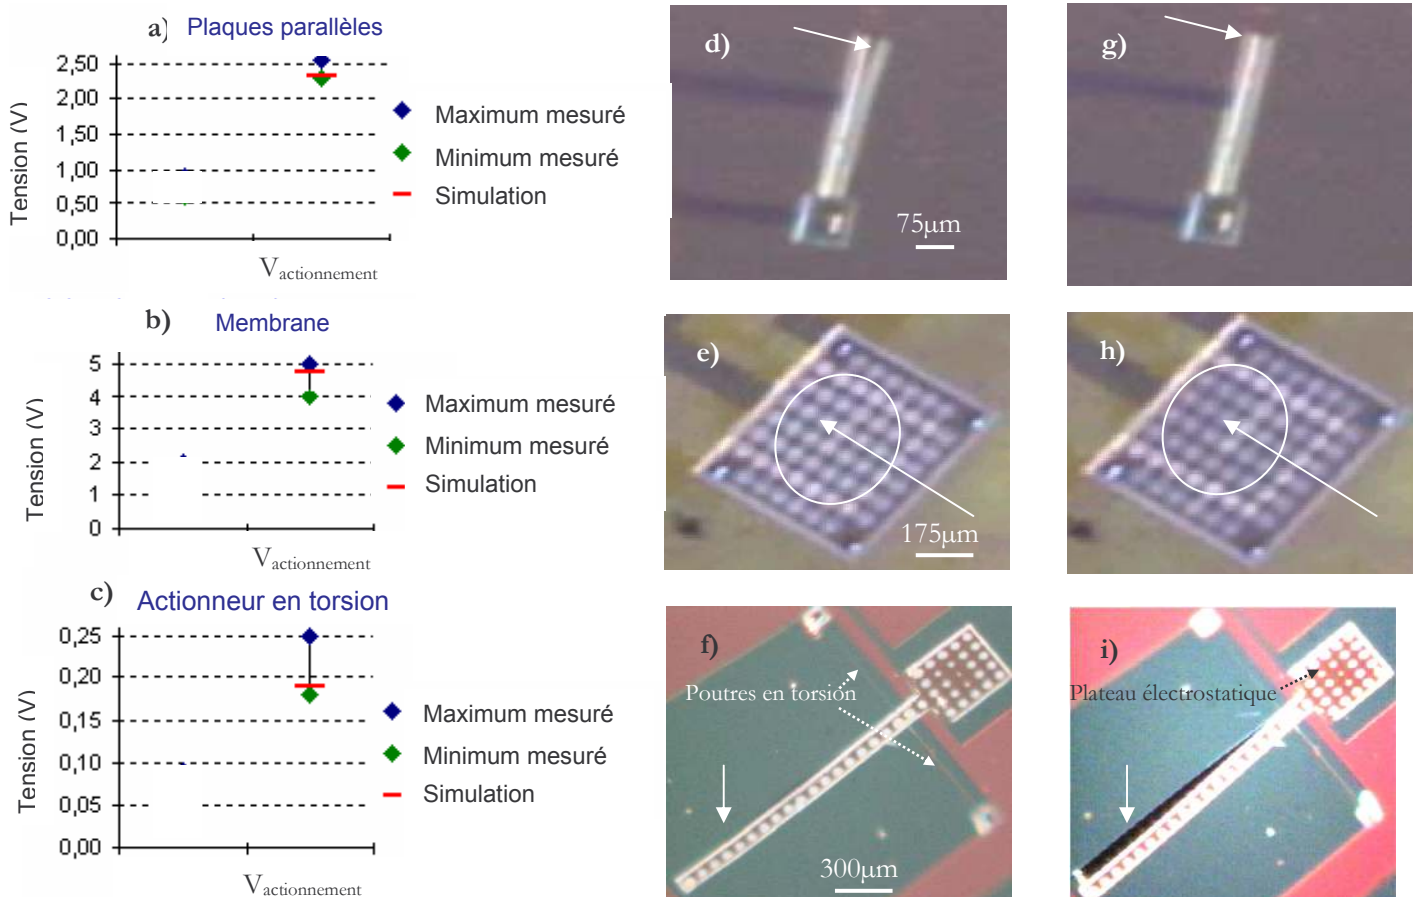 a) Plaques parallèles
Tension (V)
2,50
2,00
1,50
1,00
0,50
0,00
Vactionnement
Maximum mesuré
Minimum mesuré
Simulation
d)
75µm
g)
b) Membrane
Tension (V)
5
4
3
2
1
0
Vactionnement
Maximum mesuré
Minimum mesuré
Simulation
e)
175µm
h)
c) Actionneur en torsion
Tension (V)
0,25
0,20
0,15
0,10
0,05
0,00
Vactionnement
Maximum mesuré
Minimum mesuré
Simulation
f)
Poutres en torsion
300µm
i)
Plateau électrostatique